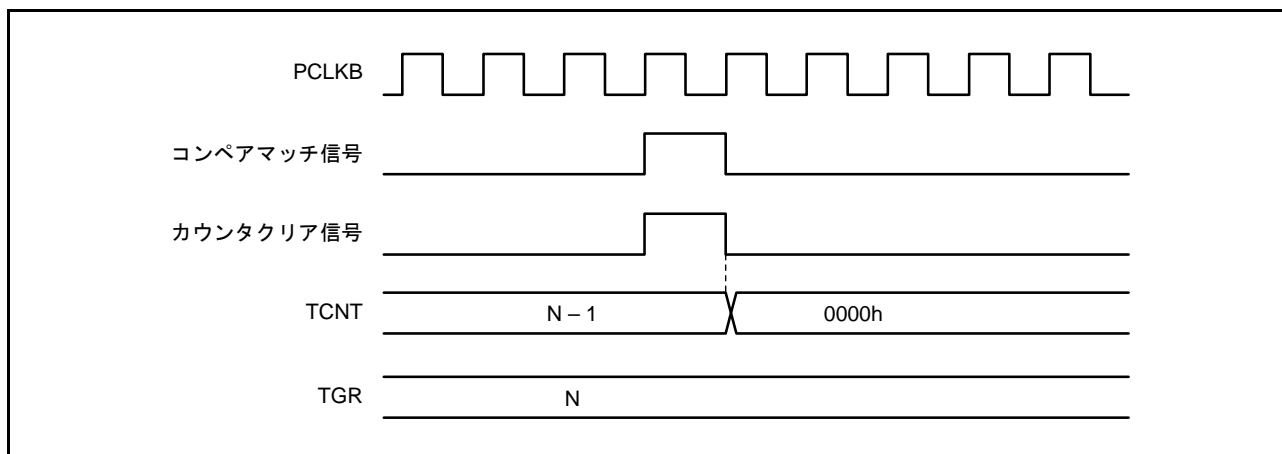 PCLKB
コンペアマッチ信号
カウンタクリア信号
TCNT
N – 1
0000h
TGR
N